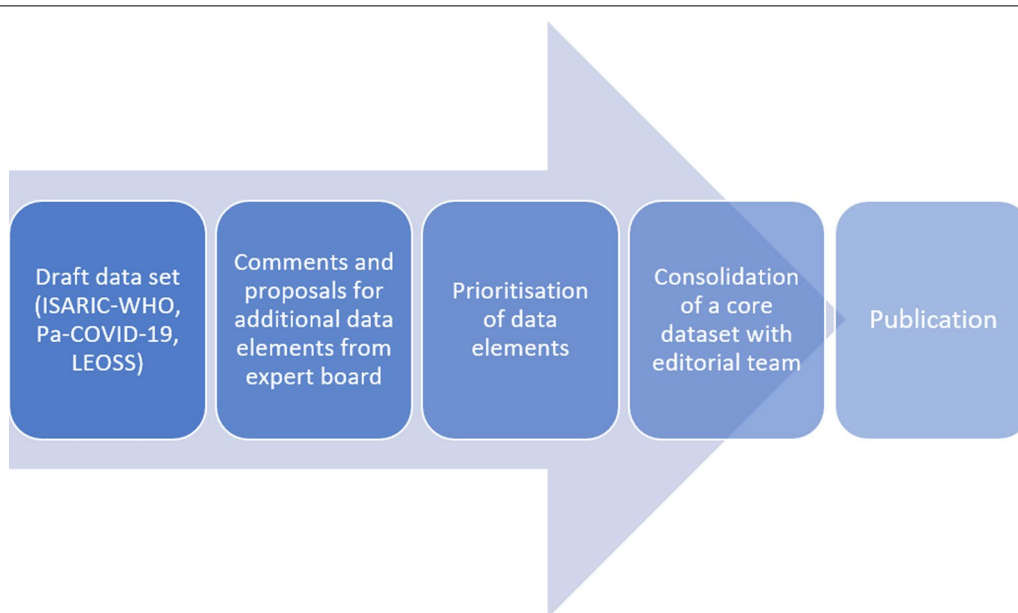 Draft data set
(ISARIC-WHO,
Pa-COVID-19,
LEOSS)
Comments and
proposals for
additional data
elements from
expert board
Prioritisation
of data
elements
Consolidation
of a core
dataset with
editorial team
Publication